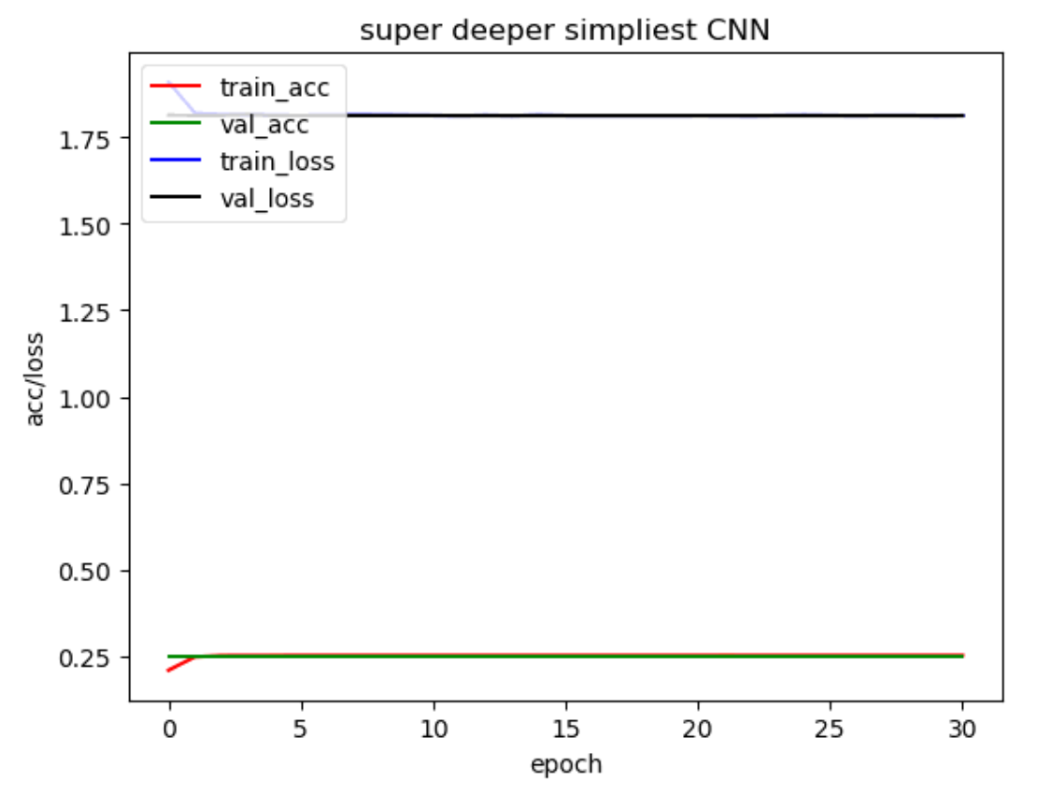 super deeper simpliest CNN
train_acc
val_acc
train_loss
val_loss
acc/loss
1.75
1.50
1.25
1.00
0.75
0.50
0.25
0 5 10 15 20 25 30
epoch